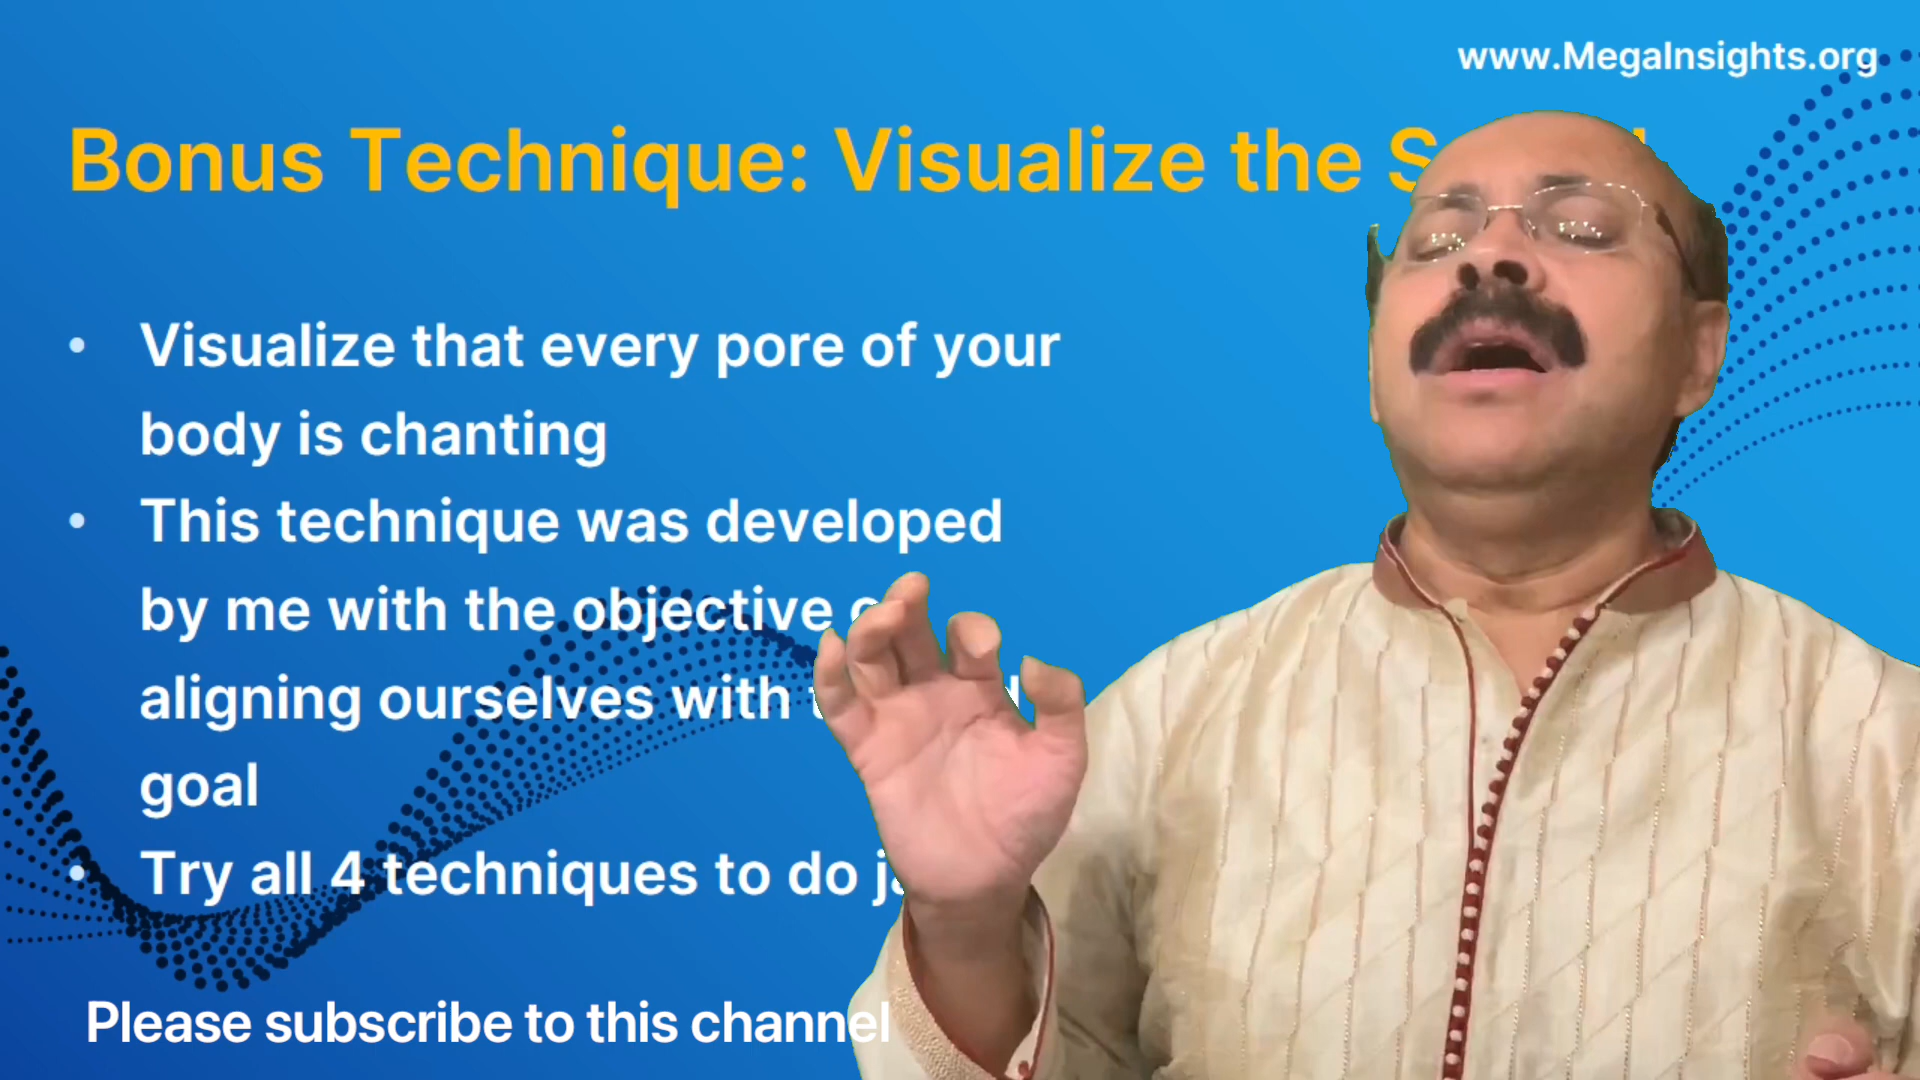 www.MegaInsights.org
Bonus Technique: Visualize the
• Visualize that every pore of your
body is chanting
• This technique was developed
by me with the objective
aligning ourselves with
goal
• Try all 4 techniques to do
Please subscribe to this channel